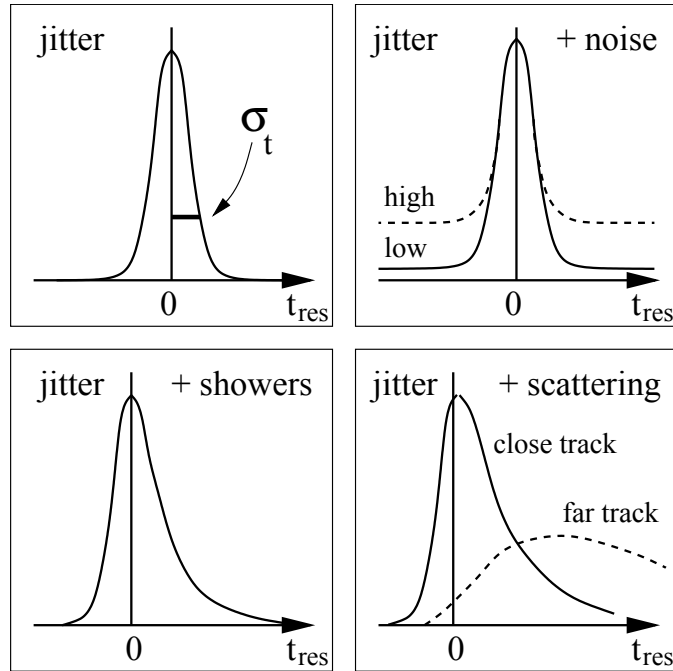 jitter
σt
0
tres
jitter + noise
high
low
0
tres
jitter + showers
0
tres
jitter + scattering
close track
far track
0
tres